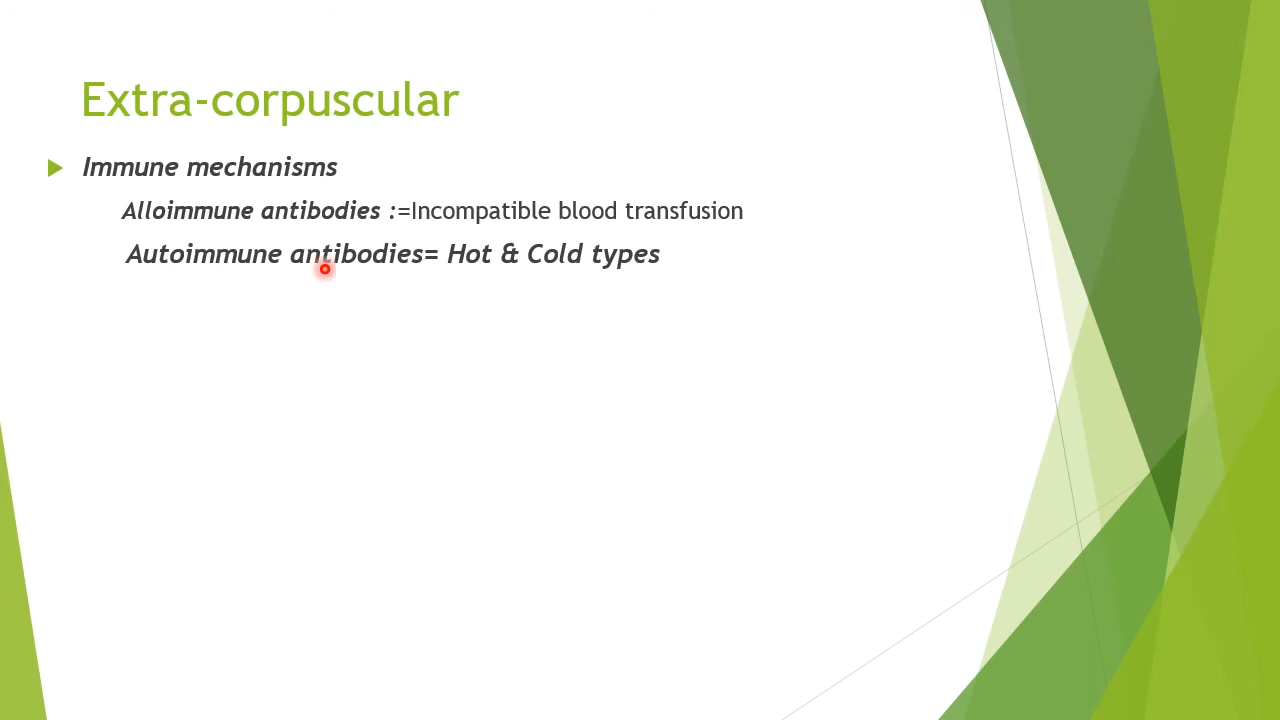 Extra-corpuscular
Immune mechanisms
Alloimmune antibodies :=Incompatible blood transfusion
Autoimmune antibodies= Hot & Cold types